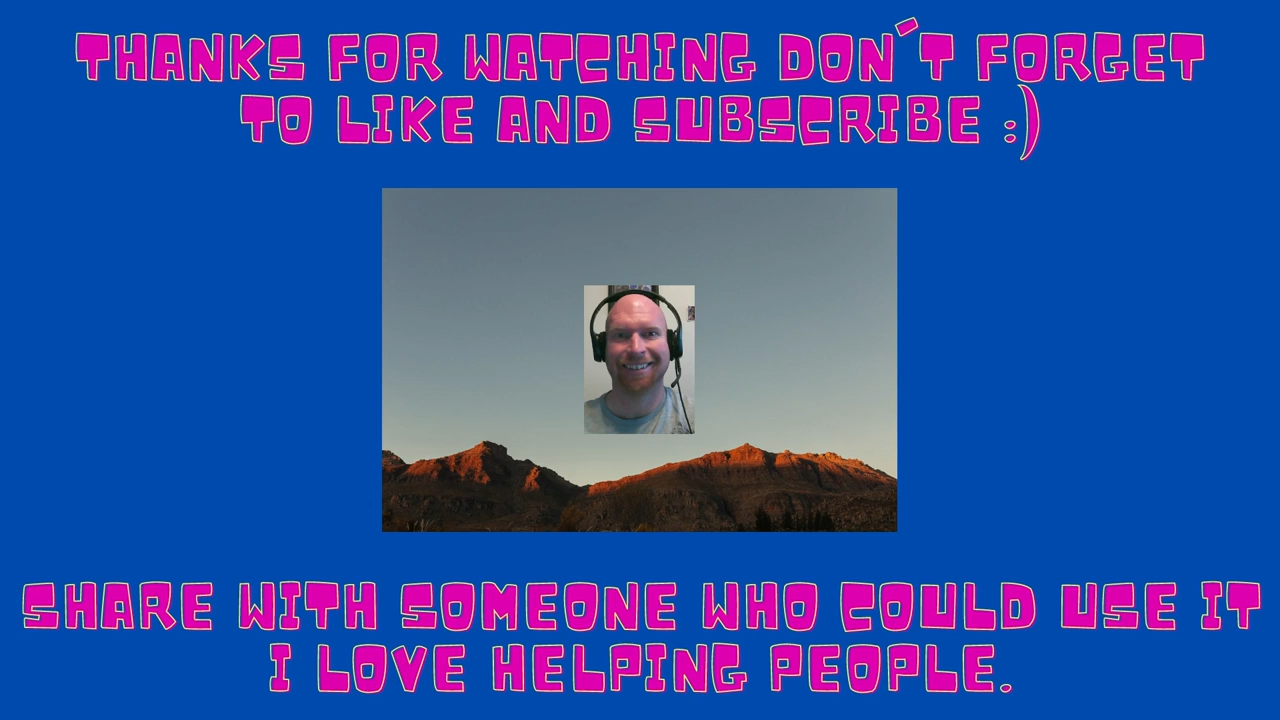 THANKS FOR WATCHING DON´T FORGET
TO LIKE AND SUBSCRIBE :)
SHARE WITH SOMEONE WHO COULD USE IT
I LOVE HELPING PEOPLE.